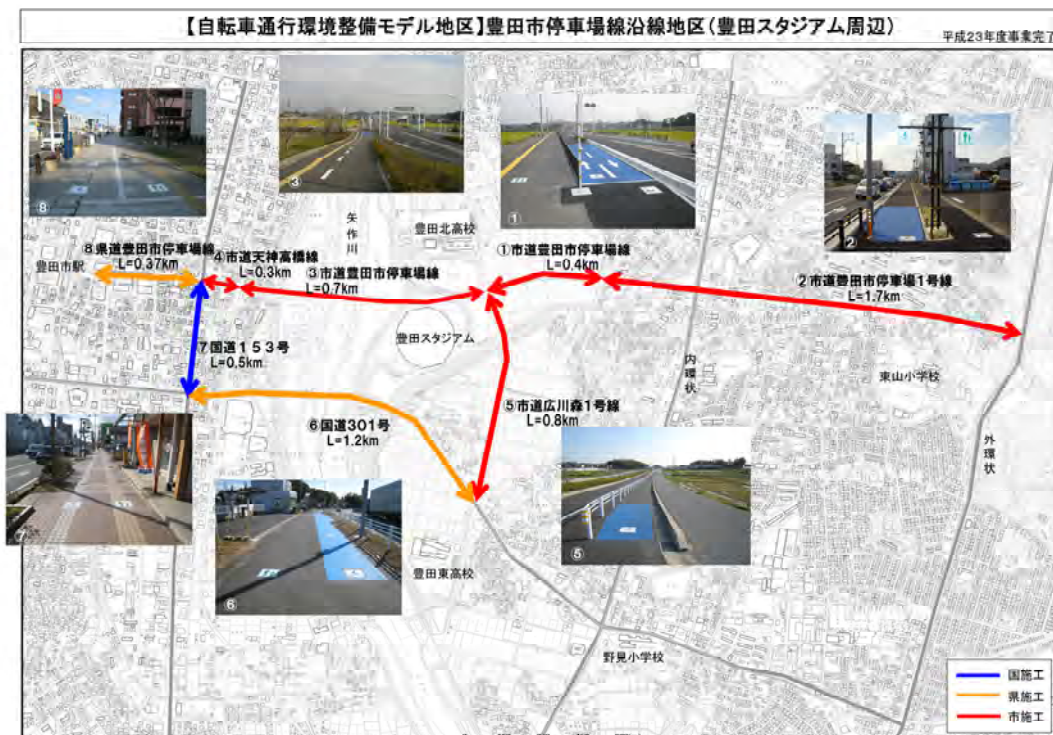 【自転車通行環境整備モデル地区】豊田市停車場線沿線地区(豊田スタジアム周辺)
平成23年度事業完了
⑧
③
①
②
矢作川
豊田北高校
8県道豊田市停車場線
L=0.37km
豊田市駅
4市道天神高橋線
L=0.3km
③市道豊田市停車場線
L=0.7km
①市道豊田市停車場線
L=0.4km
2市道豊田市停車場1号線
L=1.7km
豊田スタジアム
7国道153号
L=0.5km
内環状
東山小学校
⑤市道広川森1号線
L=0.8km
⑥国道301号
L=1.2km
外環状
⑦
⑥
⑤
豊田東高校
野見小学校
国施工
県施工
市施工